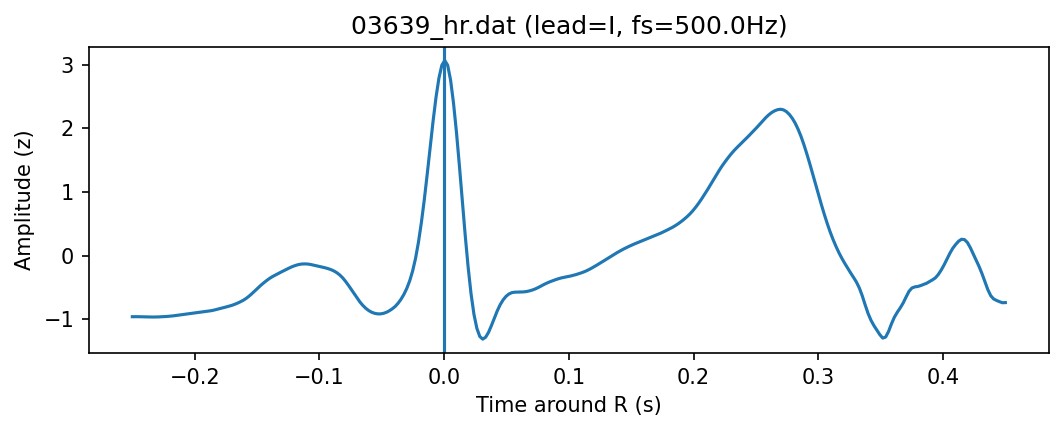 03639_hr.dat (lead=I, fs=500.0Hz)
3
2
1
0
−1
Amplitude (z)
−0.2 −0.1 0.0 0.1 0.2 0.3 0.4
Time around R (s)